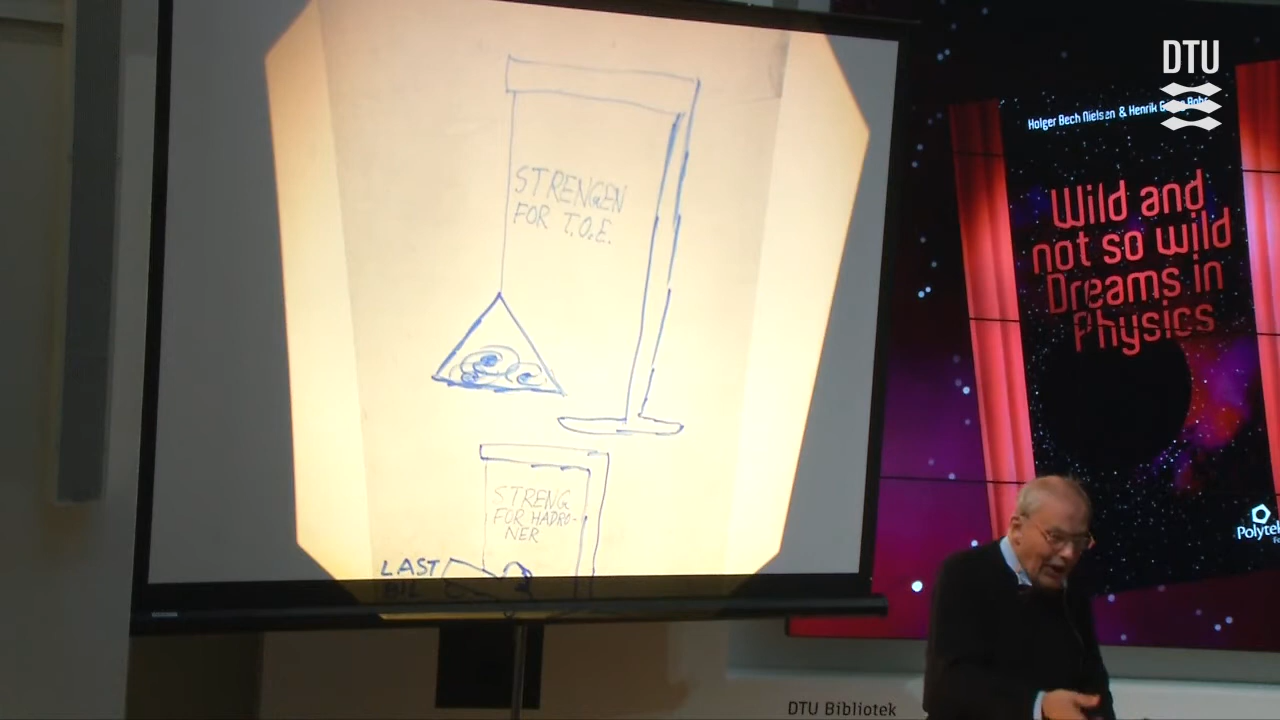 STRENGEN
FOR T.O.E.
STRENG
FOR HADRO-
NER
LAST
BIL
DTU
Holger Bech Nielsen & Henrik
Wild and
not so wild
Dreams in
Physics
DTU Bibliotek